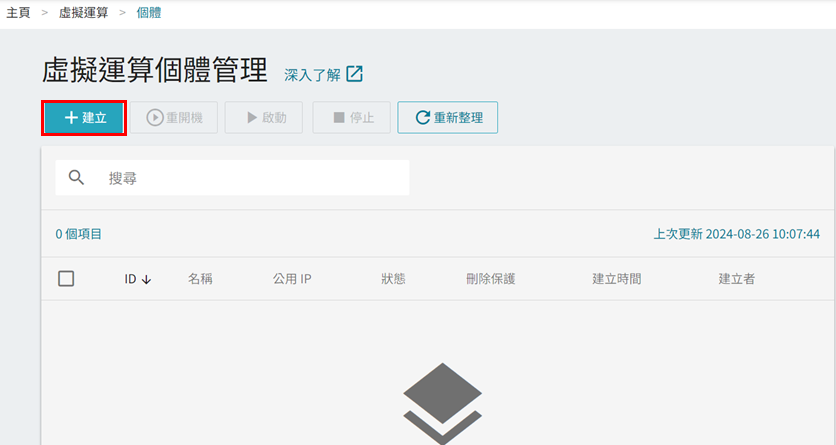 主頁 > 虛擬運算 > 個體
虛擬運算個體管理 深入了解
建立 重開機 啟動 停止 重新整理
搜尋
0 個項目 上次更新 2024-08-26 10:07:44
ID 名稱 公用 IP 狀態 刪除保護 建立時間 建立者